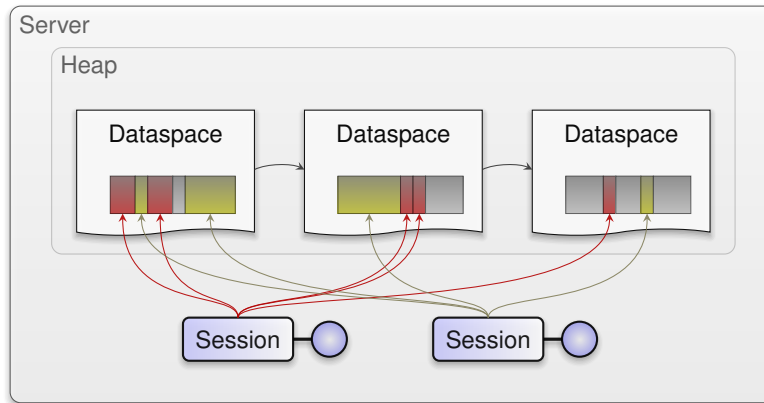 Server
Heap
Dataspace
Dataspace
Dataspace
Session
Session